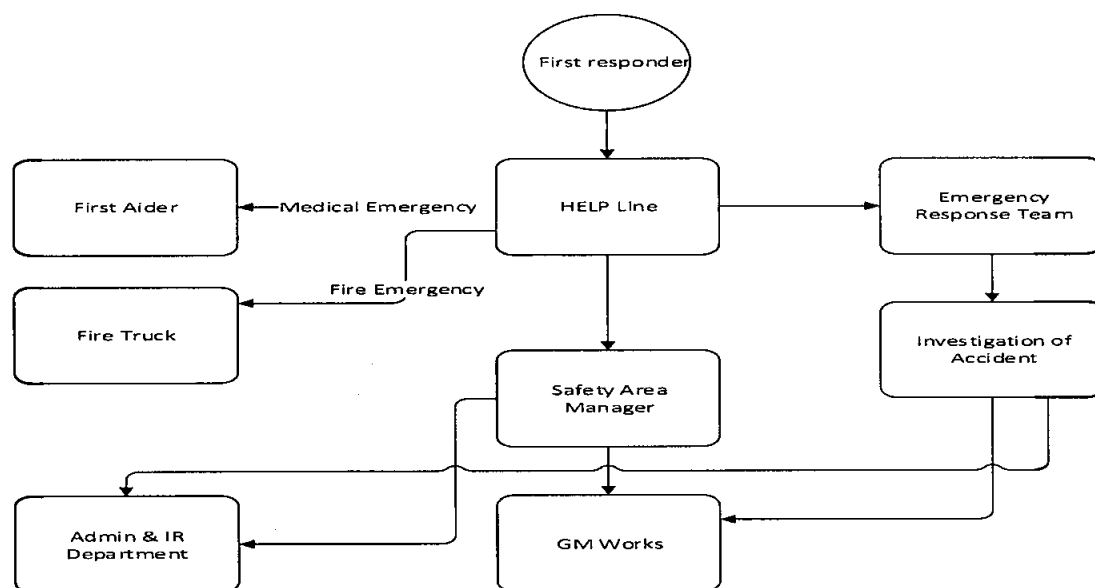 First responder
First Aider
Medical Emergency
HELP Line
Emergency
Response Team
Fire Emergency
Fire Truck
Investigation of
Accident
Safety Area
Manager
Admin & IR
Department
GM Works